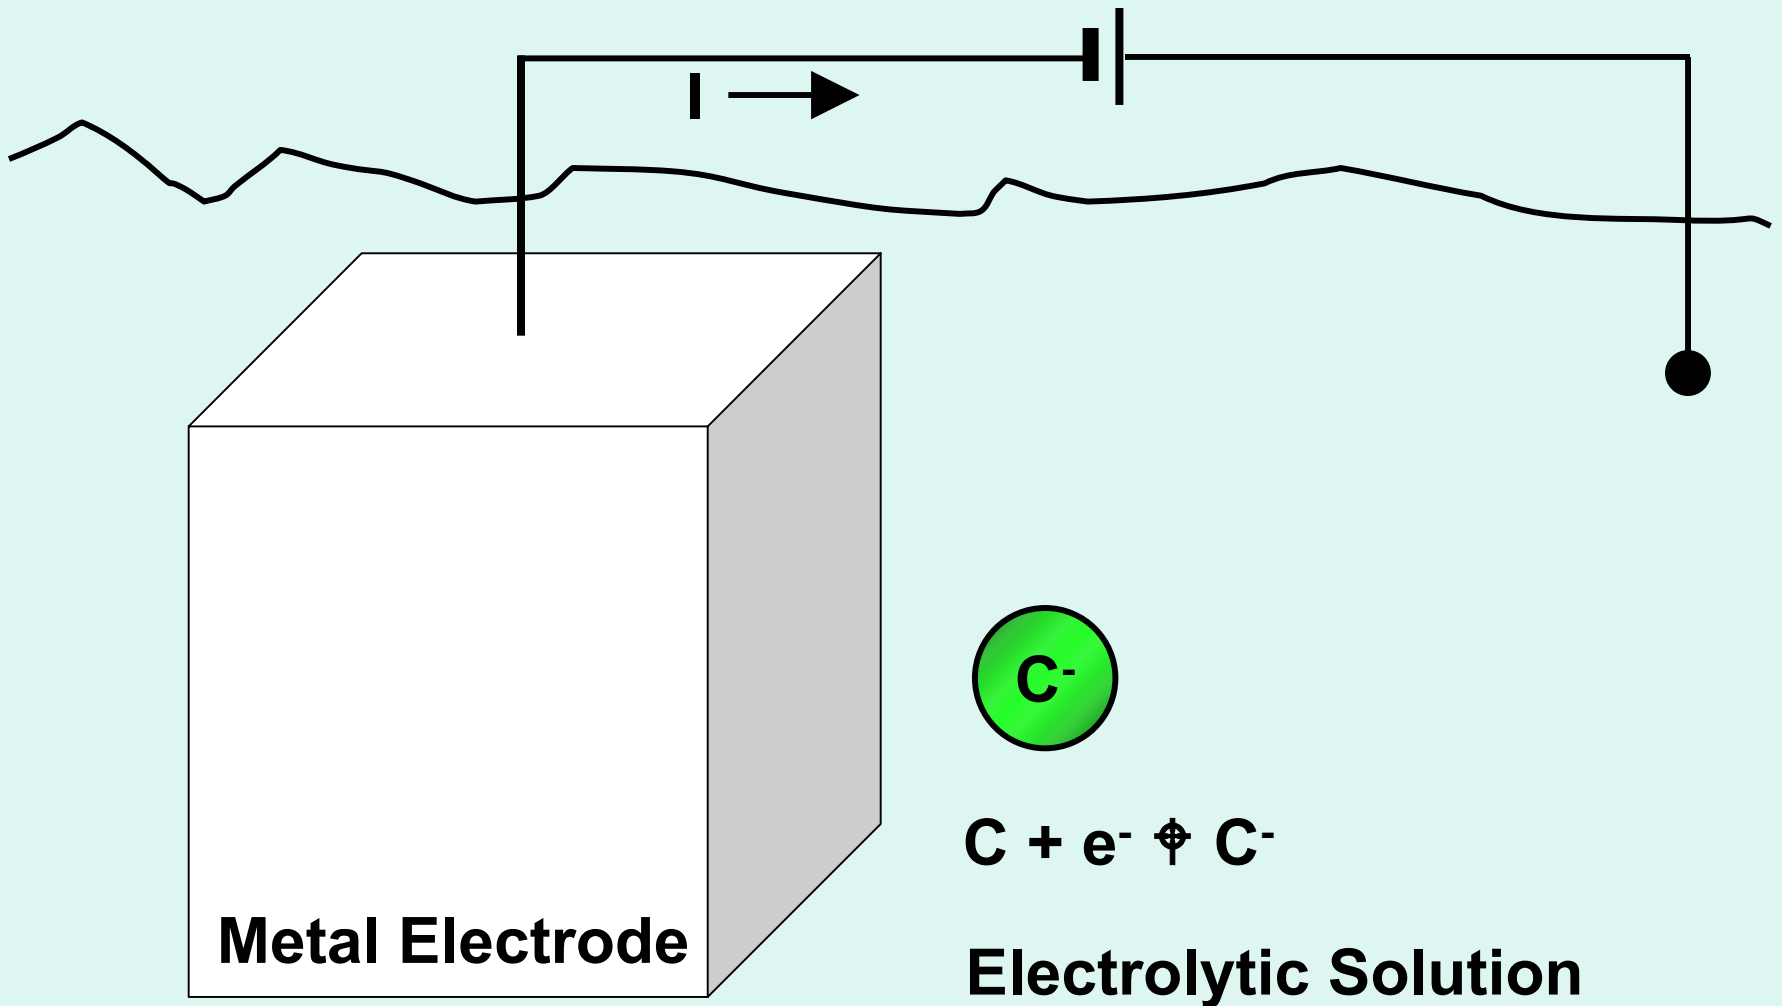 I
C⁻
C + e⁻ ⌖ C⁻
Metal Electrode
Electrolytic Solution